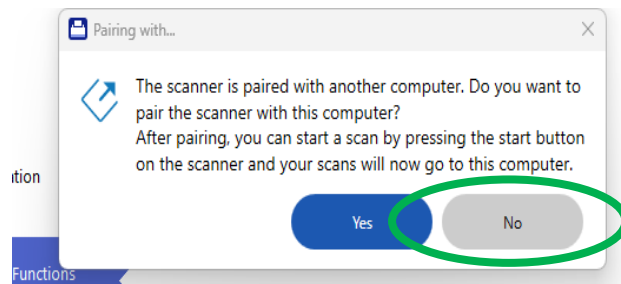 Pairing with...
The scanner is paired with another computer. Do you want to
pair the scanner with this computer?
After pairing, you can start a scan by pressing the start button
on the scanner and your scans will now go to this computer.
ation
Yes
No
Functions